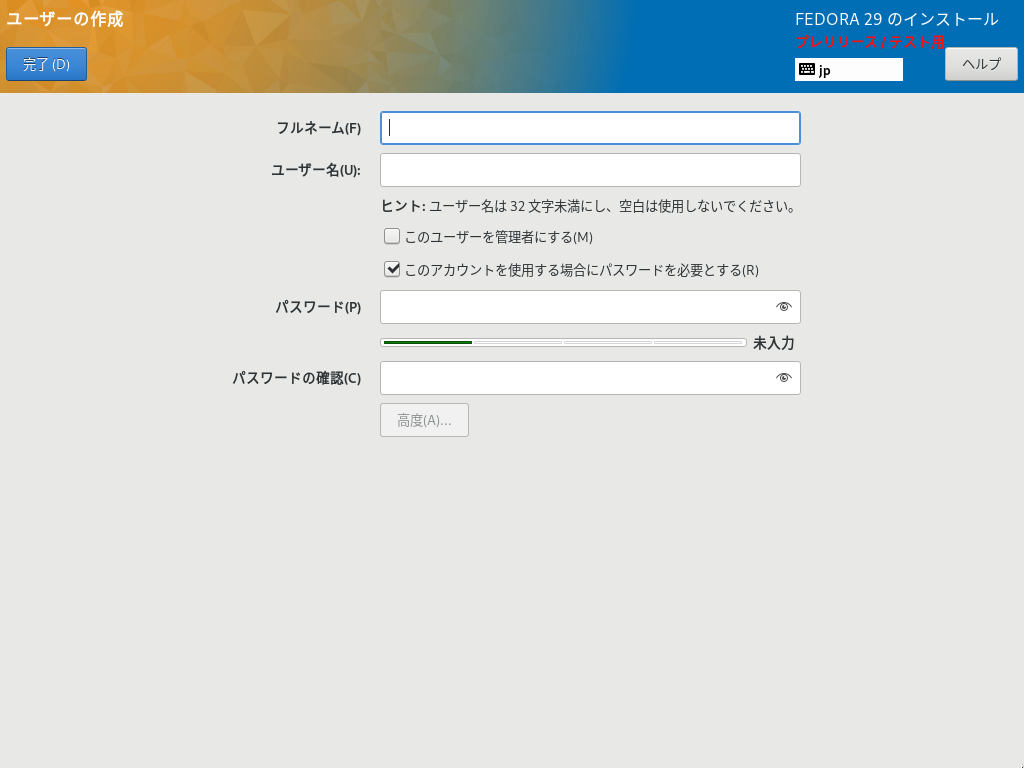 ユーザーの作成
FEDORA 29 のインストール
プレリリース / テスト用
完了 (D)
jp
ヘルプ
フルネーム(F)
ユーザー名(U):
ヒント: ユーザー名は 32 文字未満にし、空白は使用しないでください。
このユーザーを管理者にする(M)
このアカウントを使用する場合にパスワードを必要とする(R)
パスワード(P)
未入力
パスワードの確認(C)
高度(A)...